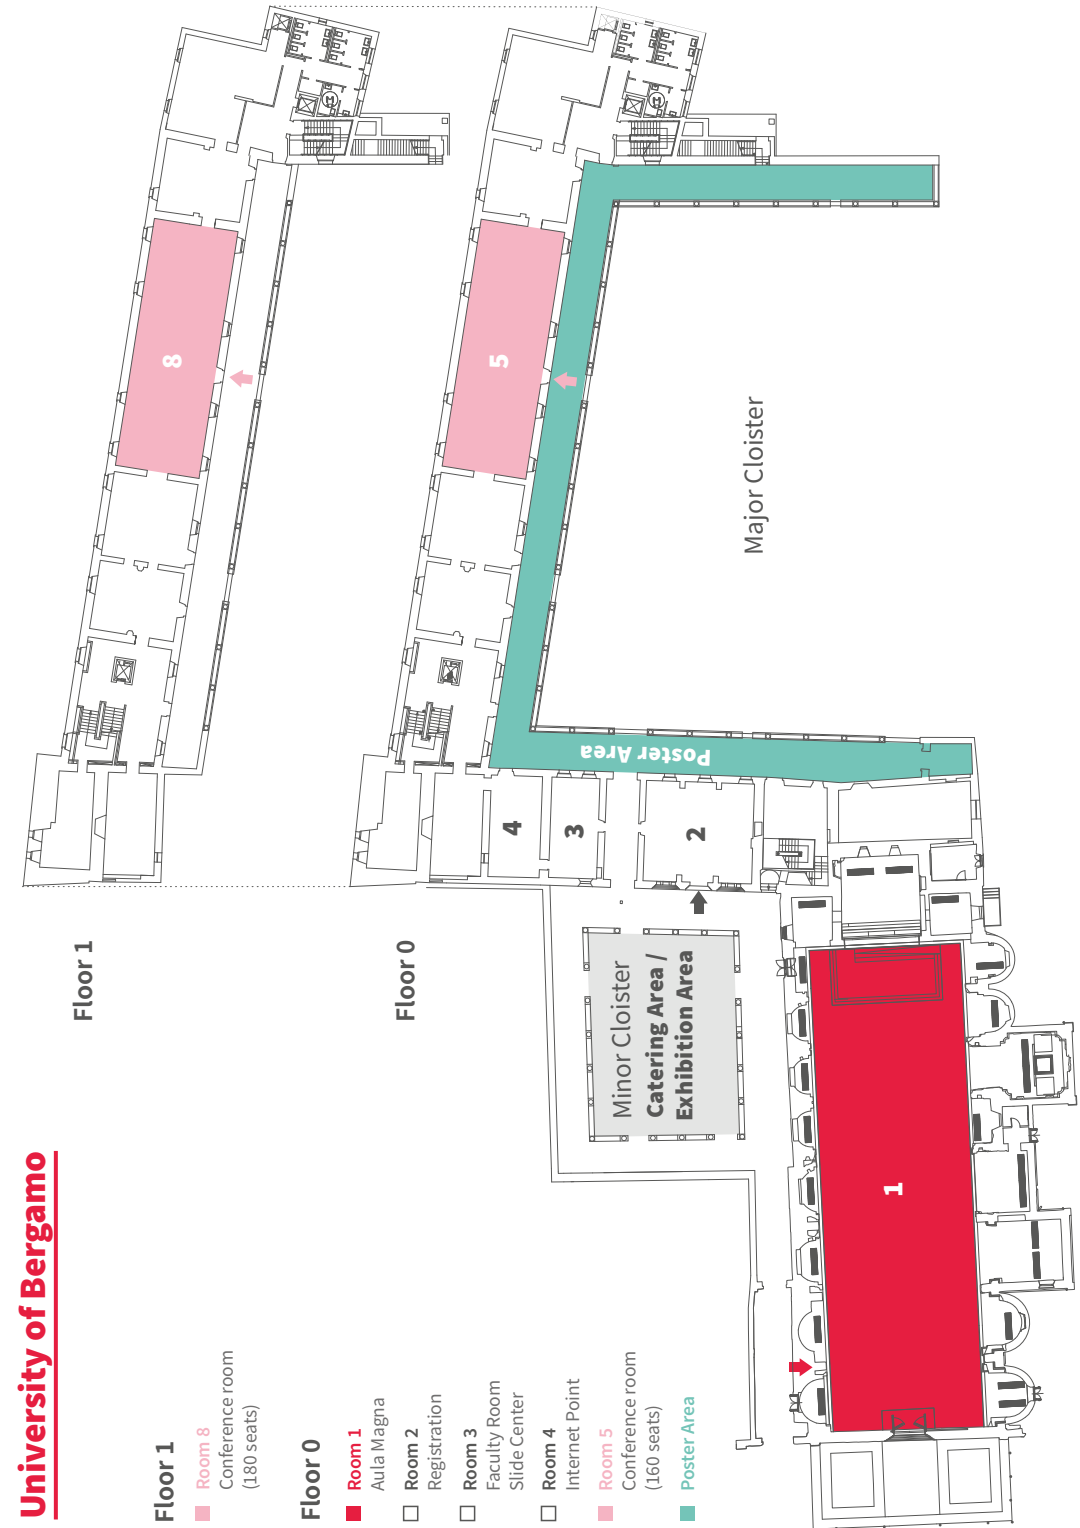 University of Bergamo
Floor 1
Room 8
Conference room
(180 seats)
Floor 0
Room 1
Aula Magna
Room 2
Registration
Room 3
Faculty Room
Slide Center
Room 4
Internet Point
Room 5
Conference room
(160 seats)
Poster Area
Floor 1
8
Floor 0
5
4
3
2
Poster Area
Major Cloister
Minor Cloister
Catering Area /
Exhibition Area
1